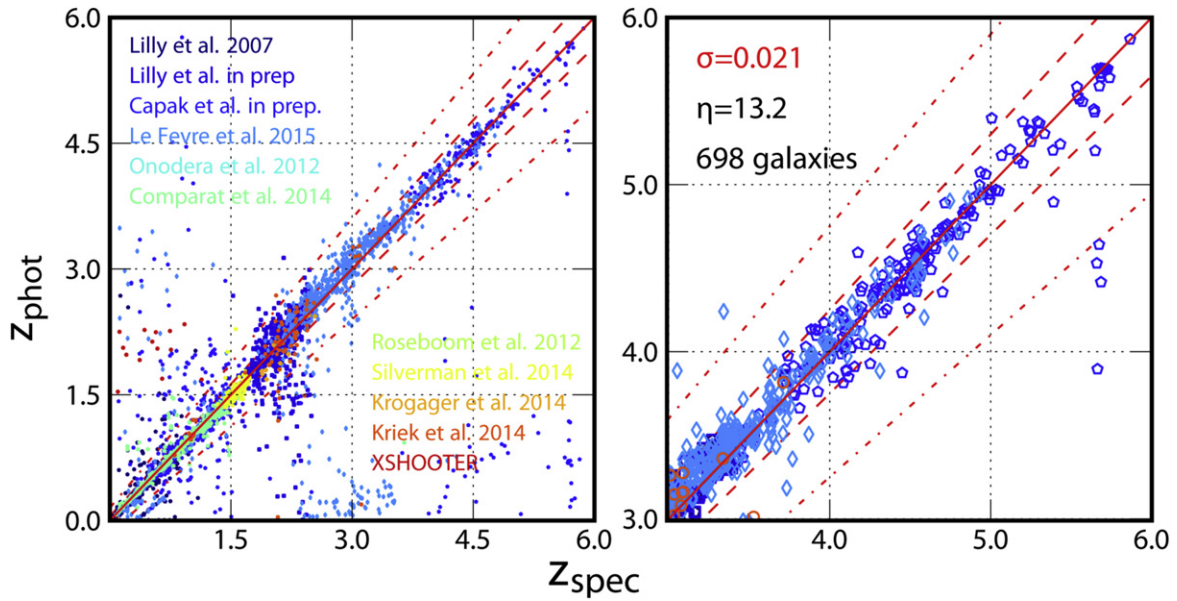 6.0
4.5
3.0
1.5
0.0
1.5
3.0
4.5
6.0
Zphot
Lilly et al. 2007
Lilly et al. in prep
Capak et al. in prep.
Le Fevre et al. 2015
Onodera et al. 2012
Comparat et al. 2014
Roseboom et al. 2012
Silverman et al. 2014
Krogager et al. 2014
Kriek et al. 2014
XSHOOTER
6.0
5.0
4.0
3.0
4.0
5.0
6.0
σ=0.021
η=13.2
698 galaxies
Zspec